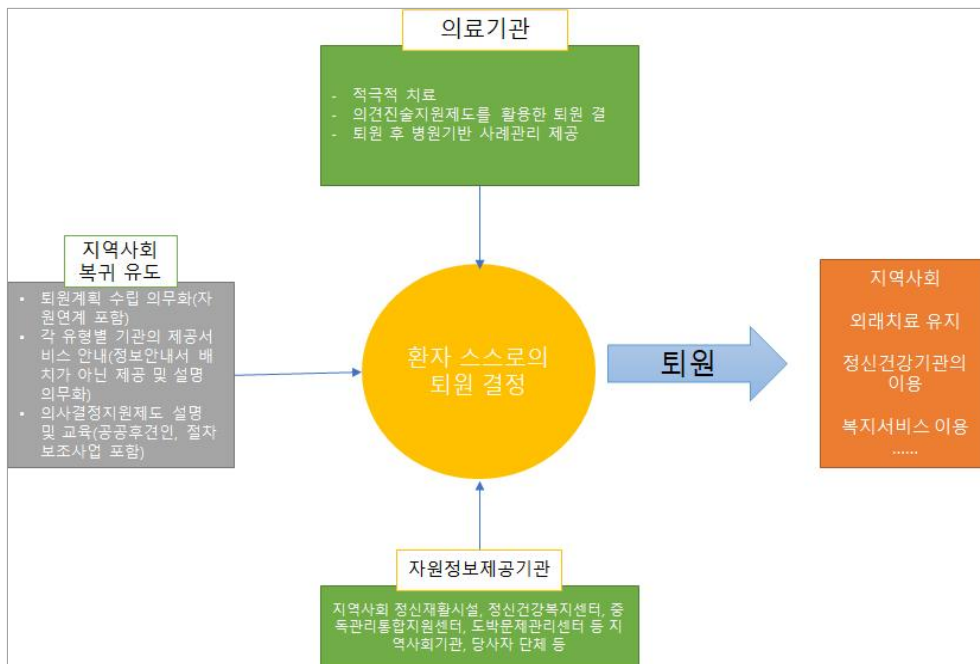 의료기관
- 적극적 치료
- 의견진술지원제도를 활용한 퇴원 결
- 퇴원 후 병원기반 사례관리 제공
지역사회
복귀 유도
• 퇴원계획 수립 의무화(자
원연계 포함)
• 각 유형별 기관의 제공서
비스 안내(정보안내서 배
치가 아닌 제공 및 설명
의무화)
• 의사결정지원제도 설명
및 교육(공공후견인, 절차
보조사업 포함)
환자 스스로의
퇴원 결정
퇴원
지역사회
외래치료 유지
정신건강기관의
이용
복지서비스 이용
......
자원정보제공기관
지역사회 정신재활시설, 정신건강복지센터, 중
독관리통합지원센터, 도박문제관리센터 등 지
역사회기관, 당사자 단체 등